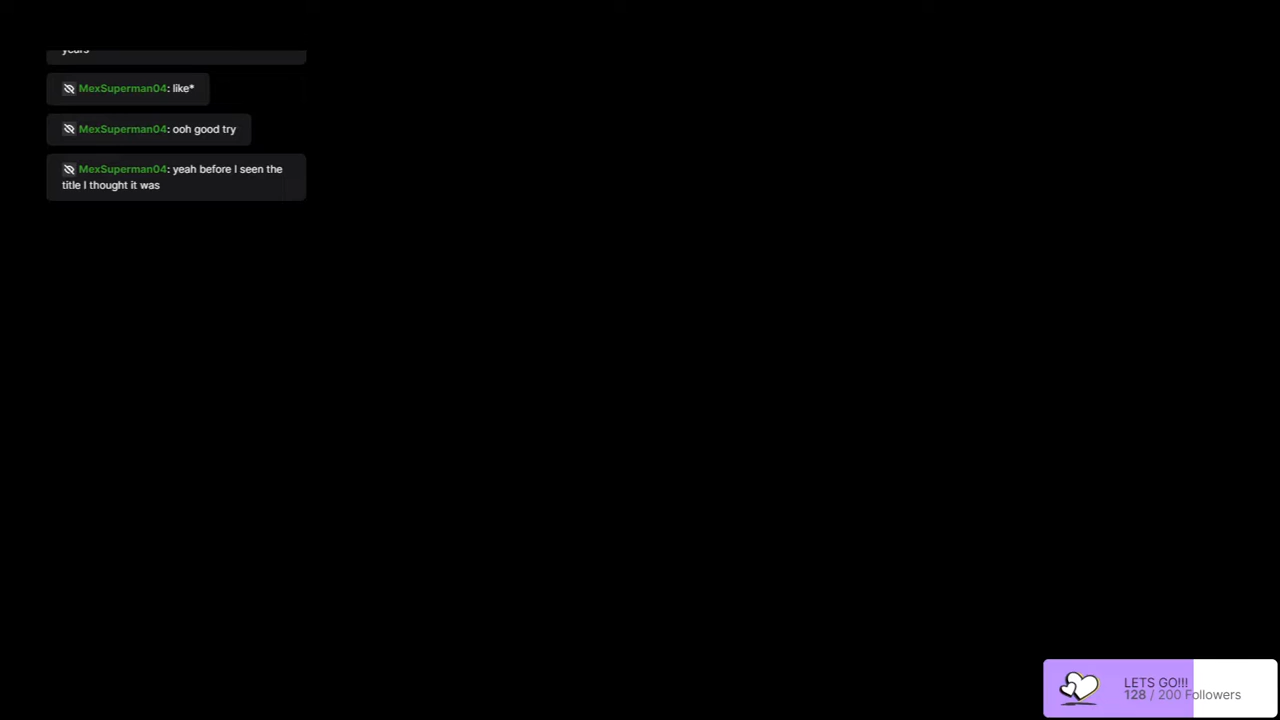 years
MexSuperman04: like*
MexSuperman04: ooh good try
MexSuperman04: yeah before I seen the
title I thought it was
LETS GO!!!
128 / 200 Followers